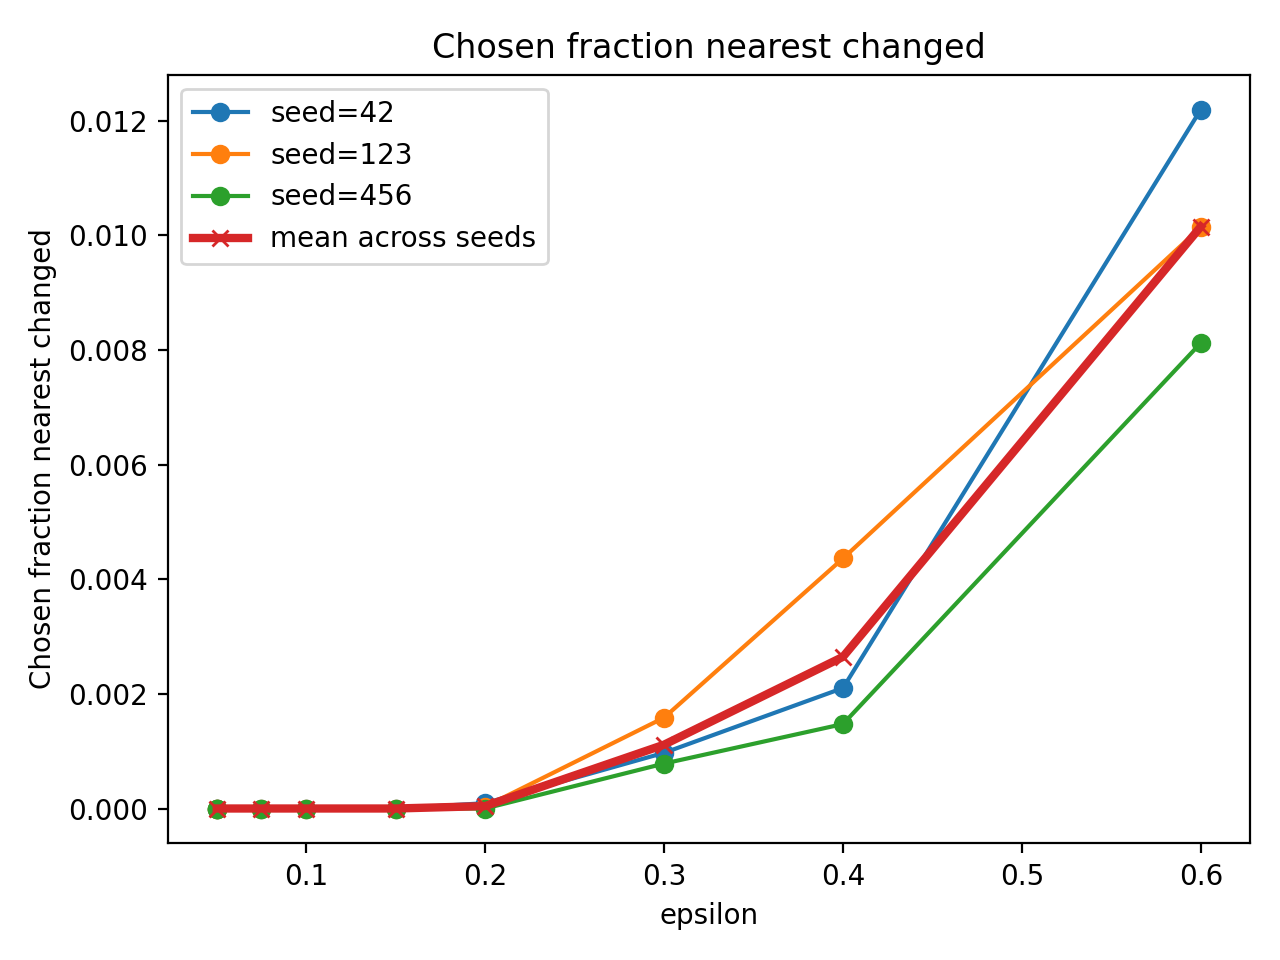 Chosen fraction nearest changed
seed=42
seed=123
seed=456
mean across seeds
Chosen fraction nearest changed
0.012
0.010
0.008
0.006
0.004
0.002
0.000
0.1 0.2 0.3 0.4 0.5 0.6
epsilon